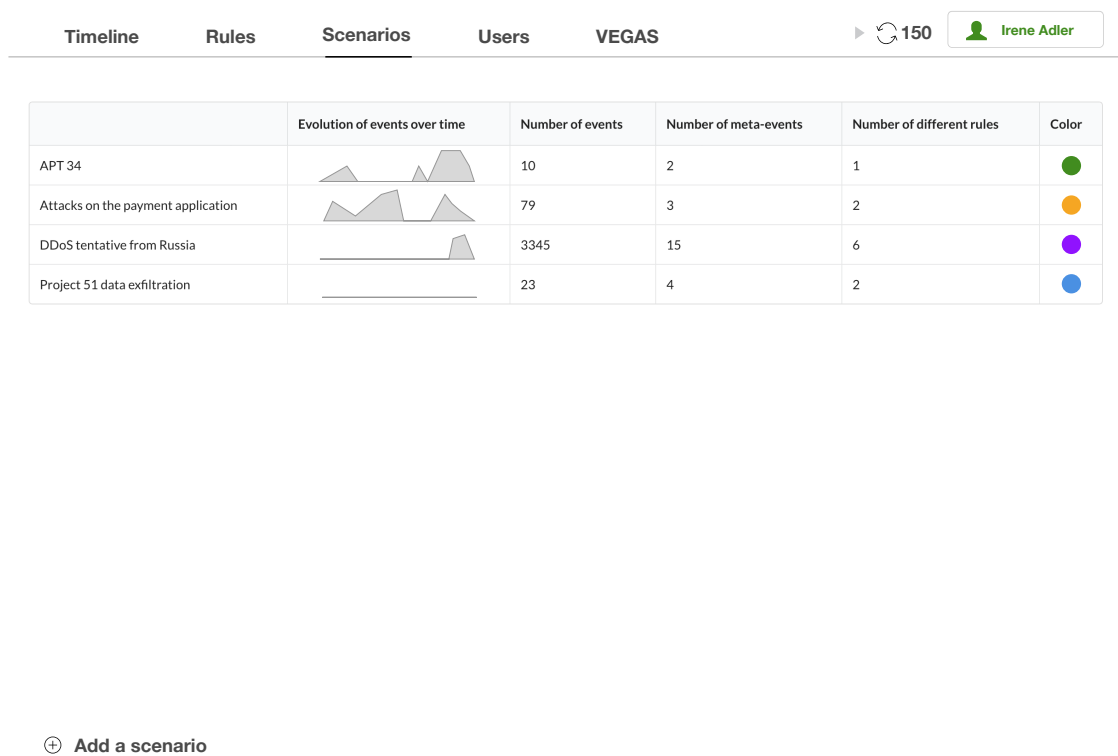 Timeline Rules Scenarios Users VEGAS 150 Irene Adler
Evolution of events over time Number of events Number of meta-events Number of different rules Color
APT 34 10 2 1
Attacks on the payment application 79 3 2
DDoS tentative from Russia 3345 15 6
Project 51 data exfiltration 23 4 2
Add a scenario